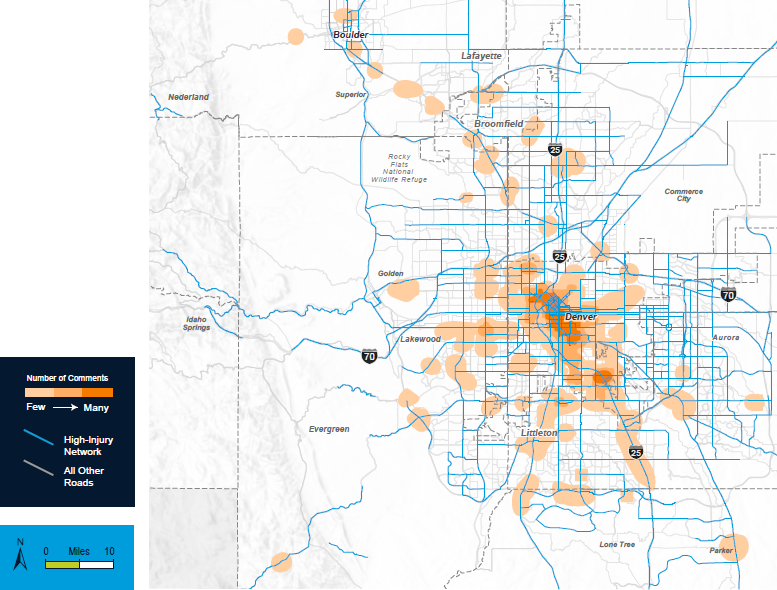 Boulder
Lafayette
Nederland
Superior
Broomfield
25
Rocky
Flats
National
Wildlife Refuge
Commerce
City
25
Golden
70
Idaho
Springs
Denver
Lakewood
Aurora
70
Number of Comments
Few
Many
High-Injury
Network
All Other
Roads
Evergreen
Littleton
25
N
0 Miles 10
Lone Tree
Parker